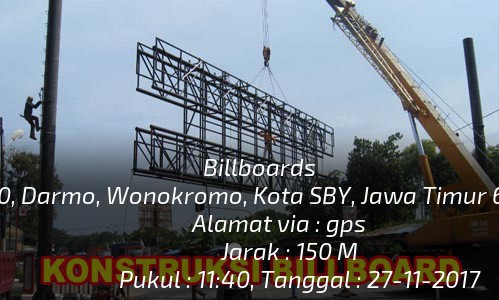 Billboards
0, Darmo, Wonokromo, Kota SBY, Jawa Timur 6
Alamat via : gps
Jarak : 150 M
KONSTRUKSI BILLBOARD
Pukul : 11:40, Tanggal : 27-11-2017